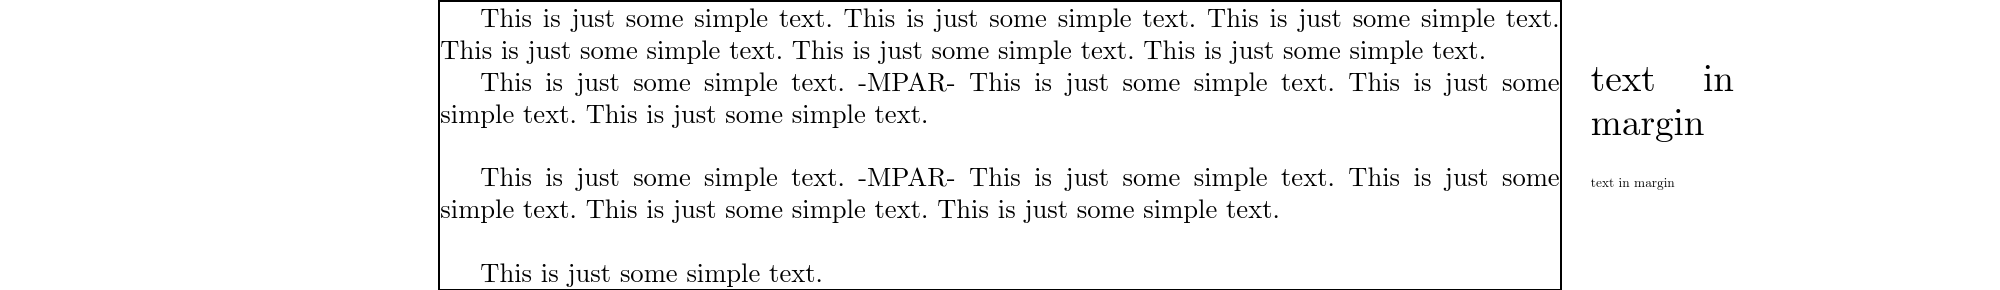 This is just some simple text. This is just some simple text. This is just some simple text.
This is just some simple text. This is just some simple text. This is just some simple text.
This is just some simple text. -MPAR- This is just some simple text. This is just some
simple text. This is just some simple text.
This is just some simple text. -MPAR- This is just some simple text. This is just some
simple text. This is just some simple text. This is just some simple text.
This is just some simple text.
text in
margin
text in margin